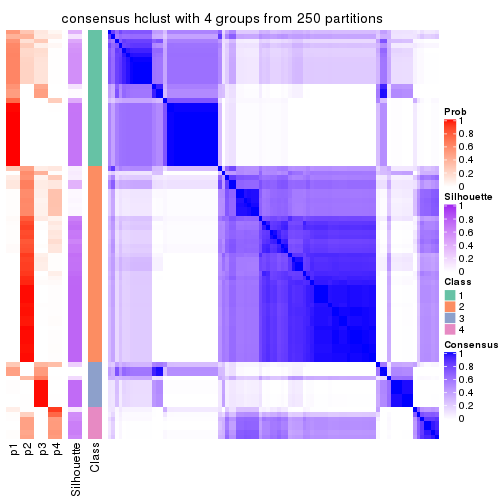 consensus hclust with 4 groups from 250 partitions
Prob
1
0.8
0.6
0.4
0.2
0
Silhouette
1
0.8
0.6
0.4
0.2
0
Class
1
2
3
4
Consensus
1
0.8
0.6
0.4
0.2
0
p1
p2
p3
p4
Silhouette
Class